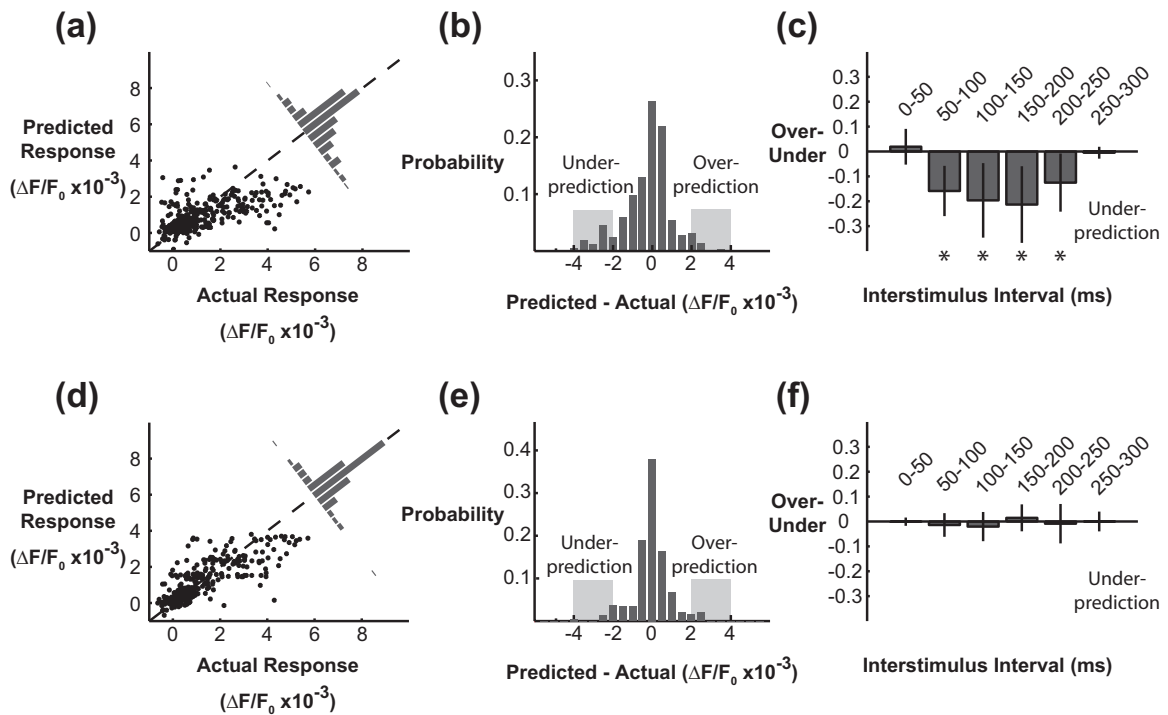 (a)
8
6
4
2
0
Predicted
Response
(ΔF/F₀ x10⁻³)
0 2 4 6 8
Actual Response
(ΔF/F₀ x10⁻³)
(b)
0.3
0.2
0.1
Probability
Under-
prediction
Over-
prediction
-4 -2 0 2 4
Predicted - Actual (ΔF/F₀ x10⁻³)
(c)
0.3
0.2
0.1
0
-0.1
-0.2
-0.3
Over-
Under
0-50 50-100 100-150 150-200 200-250 250-300
Under-
prediction
* * * *
Interstimulus Interval (ms)
(d)
8
6
4
2
0
Predicted
Response
(ΔF/F₀ x10⁻³)
0 2 4 6 8
Actual Response
(ΔF/F₀ x10⁻³)
(e)
0.4
0.3
0.2
0.1
Probability
Under-
prediction
Over-
prediction
-4 -2 0 2 4
Predicted - Actual (ΔF/F₀ x10⁻³)
(f)
0.3
0.2
0.1
0
-0.1
-0.2
-0.3
Over-
Under
0-50 50-100 100-150 150-200 200-250 250-300
Under-
prediction
Interstimulus Interval (ms)